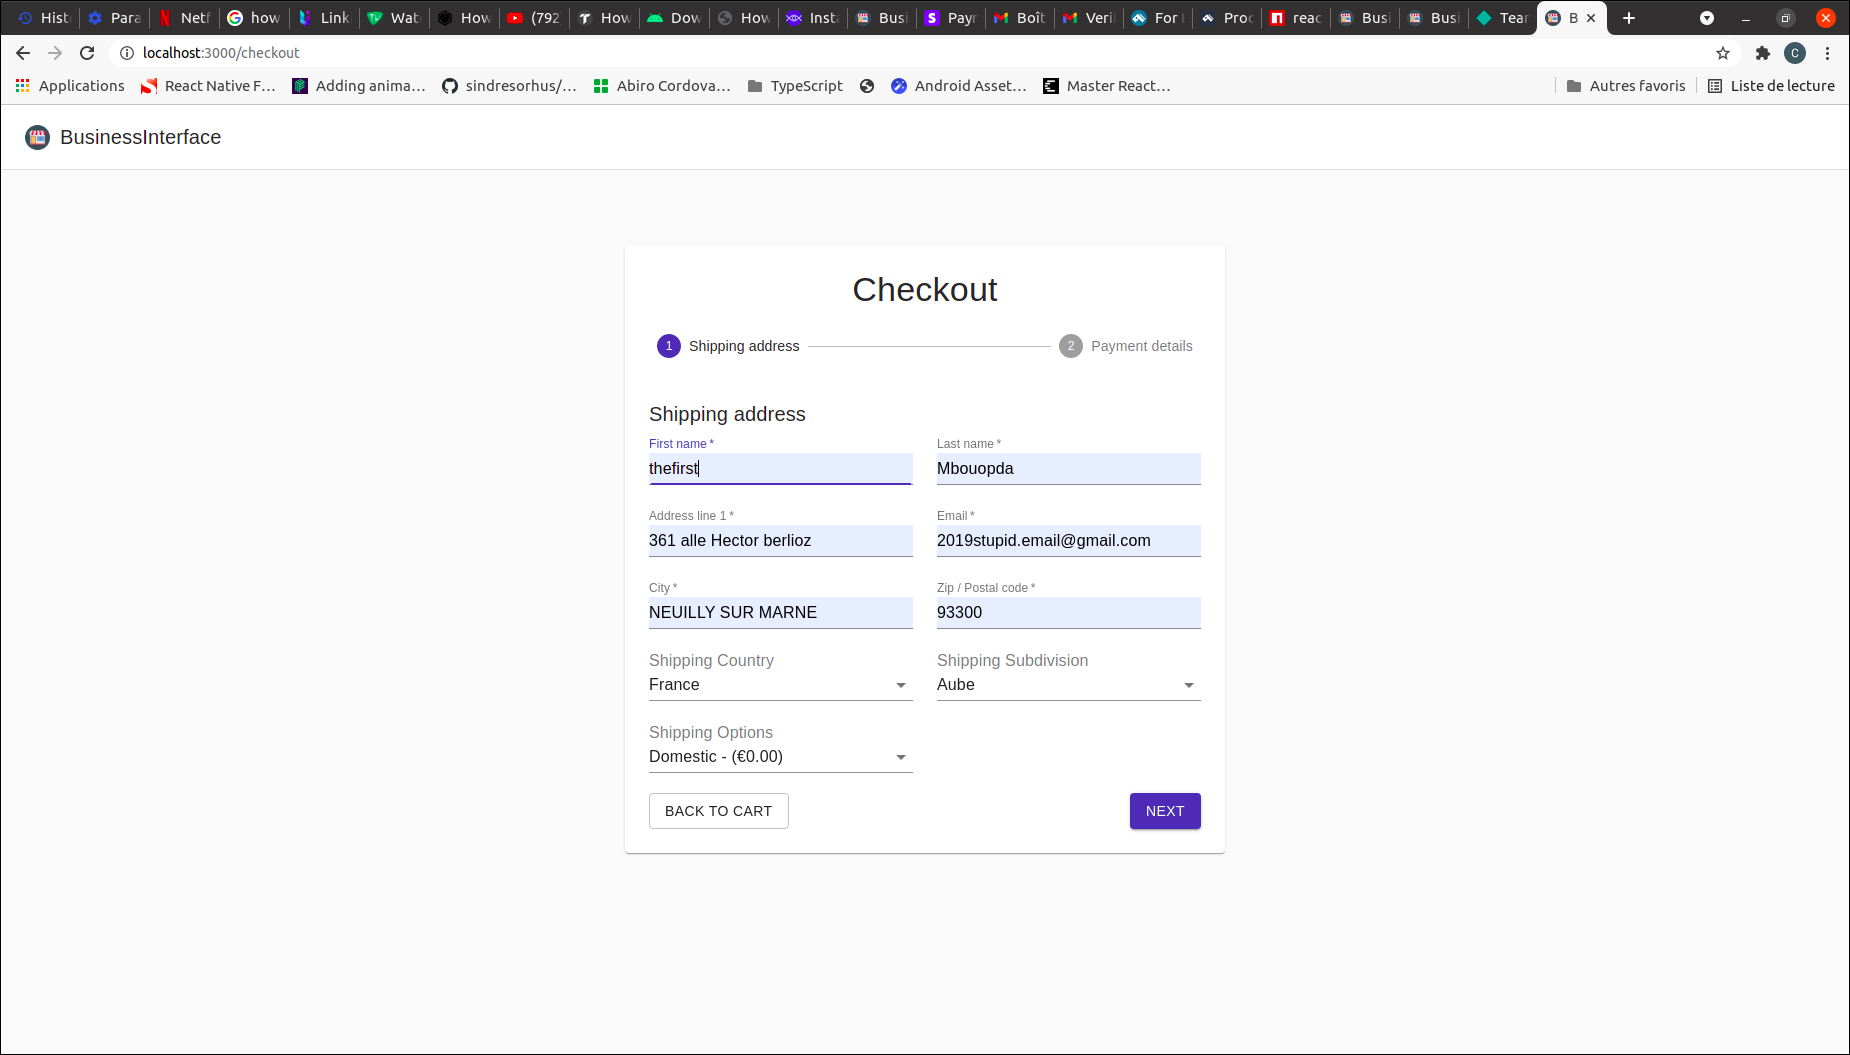 Histo Para Netf how Link Wat How (792 How Dow How Insta Busi Paym Boît Veri For Proc reac Busi Busi Tear B
localhost:3000/checkout
Applications React Native F... Adding anima... sindresorhus/... Abiro Cordova... TypeScript Android Asset... Master React... Autres favoris Liste de lecture
C
BusinessInterface
Checkout
1 Shipping address 2 Payment details
Shipping address
First name * Last name *
thefirst Mbouopda
Address line 1 * Email *
361 alle Hector berlioz 2019stupid.email@gmail.com
City * Zip / Postal code *
NEUILLY SUR MARNE 93300
Shipping Country Shipping Subdivision
France Aube
Shipping Options
Domestic - (€0.00)
BACK TO CART NEXT